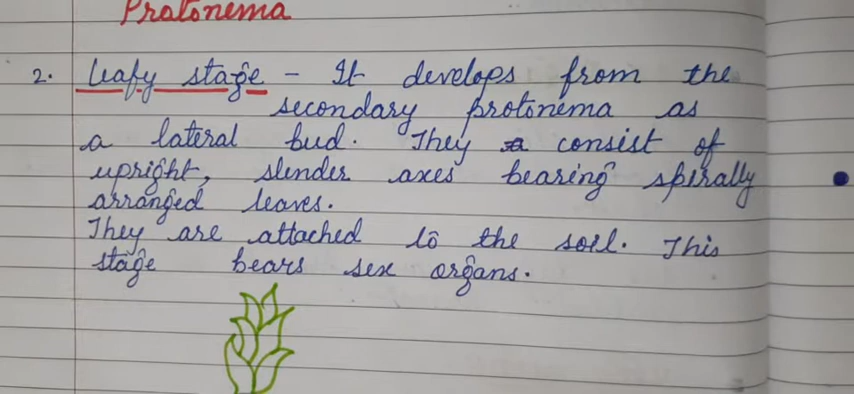 Protonema
2. Leafy stage - It develops from the
secondary protonema as
a lateral bud. They consist of
upright, slender axes bearing spirally
arranged leaves.
They are attached to the soil. This
stage bears sex organs.